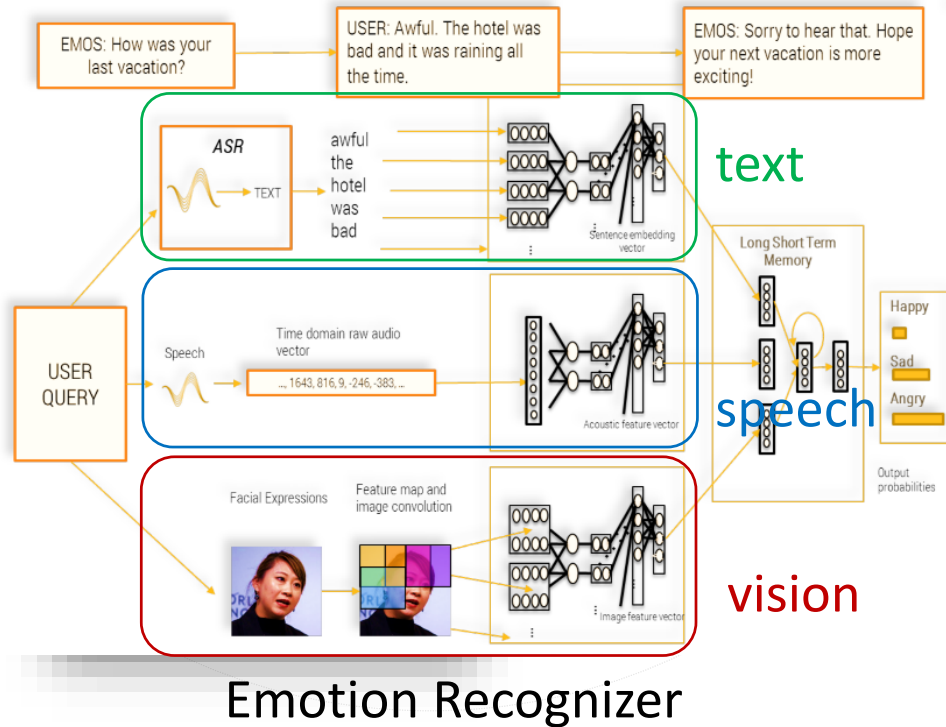 EMOS: How was your
last vacation?
USER: Awful. The hotel was
bad and it was raining all
the time.
EMOS: Sorry to hear that. Hope
your next vacation is more
exciting!
ASR
TEXT
awful
the
hotel
was
bad
Sentence embedding
vector
text
Long Short Term
Memory
USER
QUERY
Speech
Time domain raw audio
vector
..., 1643, 816, 9, -246, -383, ...
Acoustic feature vector
speech
Happy
Sad
Angry
Output
probabilities
Facial Expressions
Feature map and
image convolution
Image feature vector
vision
Emotion Recognizer